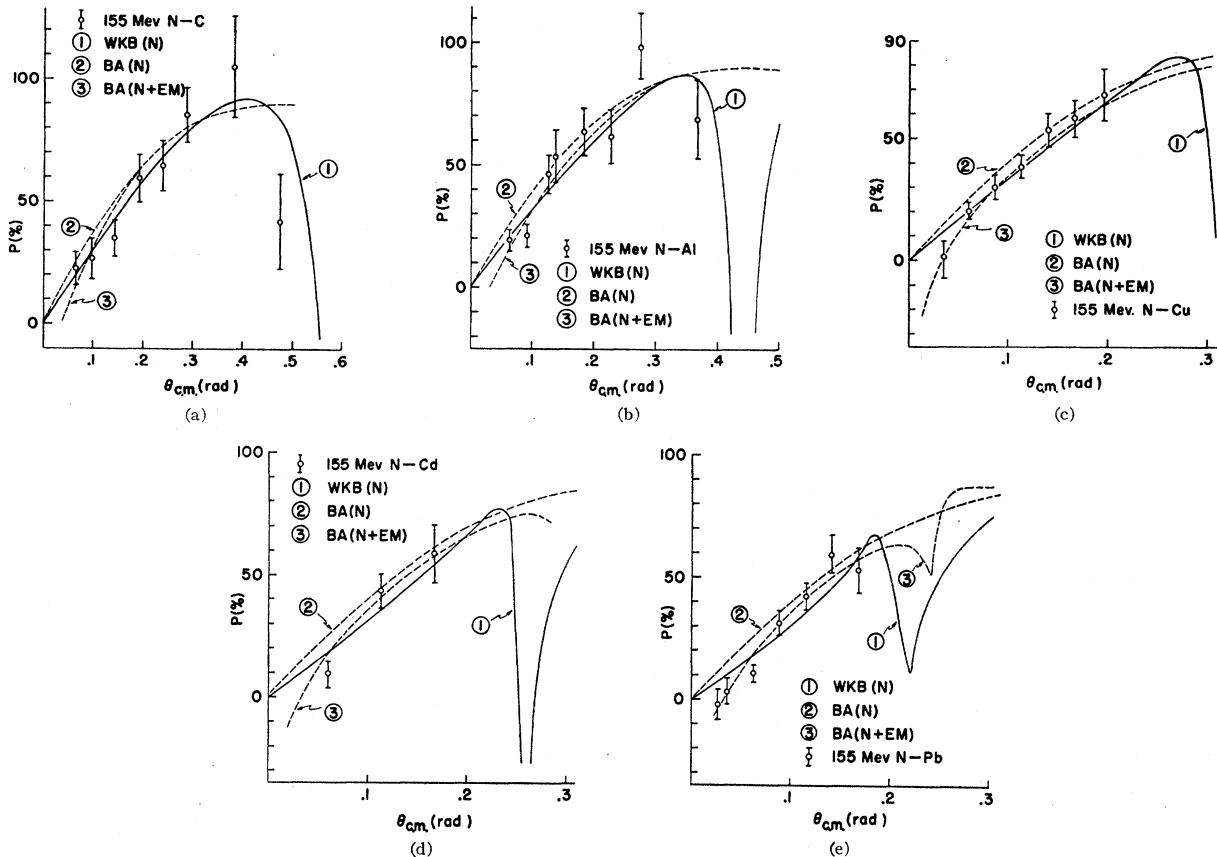 155 Mev N–C
① WKB (N)
② BA (N)
③ BA (N+EM)
P(%)
100
50
0
②
③
①
.1 .2 .3 .4 .5 .6
θc.m. (rad)
(a)
100
50
0
P(%)
②
③
①
155 Mev N–Al
① WKB (N)
② BA (N)
③ BA (N+EM)
.1 .2 .3 .4 .5
θc.m. (rad)
(b)
90
50
0
P(%)
②
③
①
① WKB (N)
② BA (N)
③ BA (N+EM)
155 Mev. N–Cu
.1 .2 .3
θc.m. (rad)
(c)
100
50
0
P(%)
155 Mev N–Cd
① WKB (N)
② BA (N)
③ BA (N+EM)
②
③
①
.1 .2 .3
θc.m. (rad)
(d)
100
50
0
P(%)
②
③
①
① WKB (N)
② BA (N)
③ BA (N+EM)
155 Mev N–Pb
.1 .2 .3
θc.m. (rad)
(e)